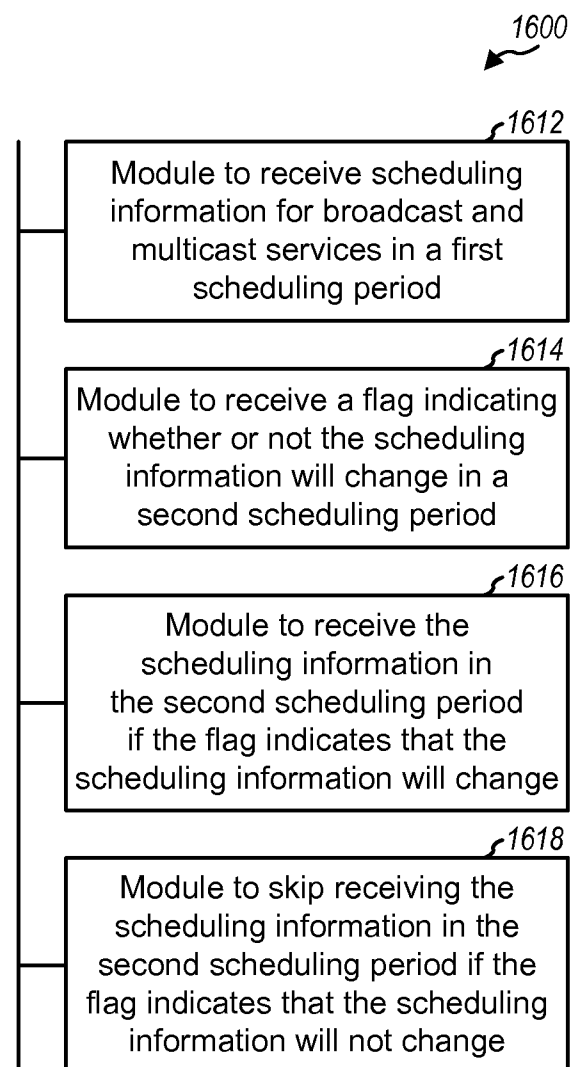 1600
1612
Module to receive scheduling
information for broadcast and
multicast services in a first
scheduling period
1614
Module to receive a flag indicating
whether or not the scheduling
information will change in a
second scheduling period
1616
Module to receive the
scheduling information in
the second scheduling period
if the flag indicates that the
scheduling information will change
1618
Module to skip receiving the
scheduling information in the
second scheduling period if the
flag indicates that the scheduling
information will not change